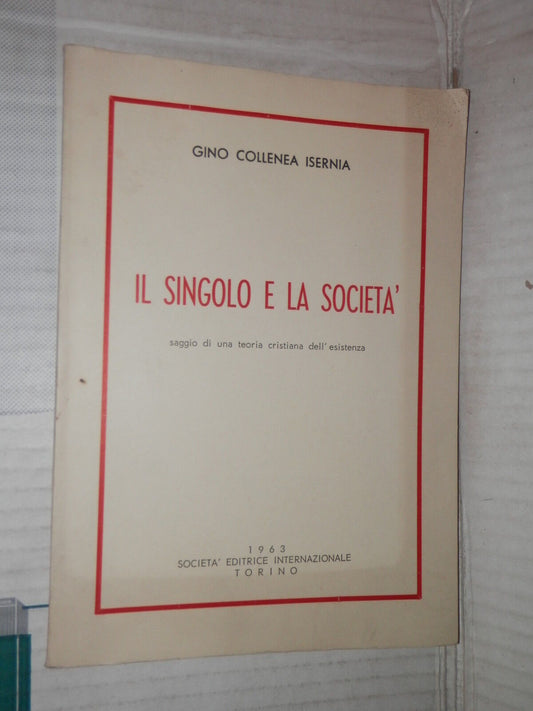 GINO COLLENEA ISERNIA
IL SINGOLO E LA SOCIETA'
saggio di una teoria cristiana dell'esistenza
1963
SOCIETA' EDITRICE INTERNAZIONALE
TORINO